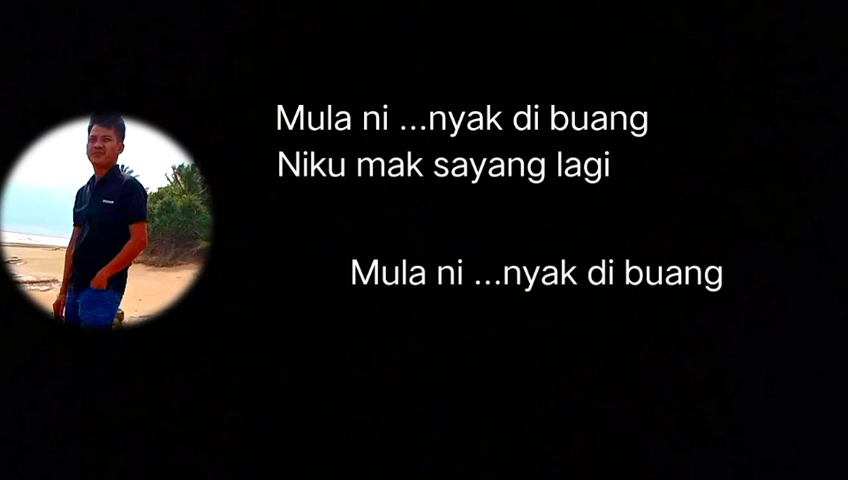 Mula ni ...nyak di buang
Niku mak sayang lagi
Mula ni ...nyak di buang